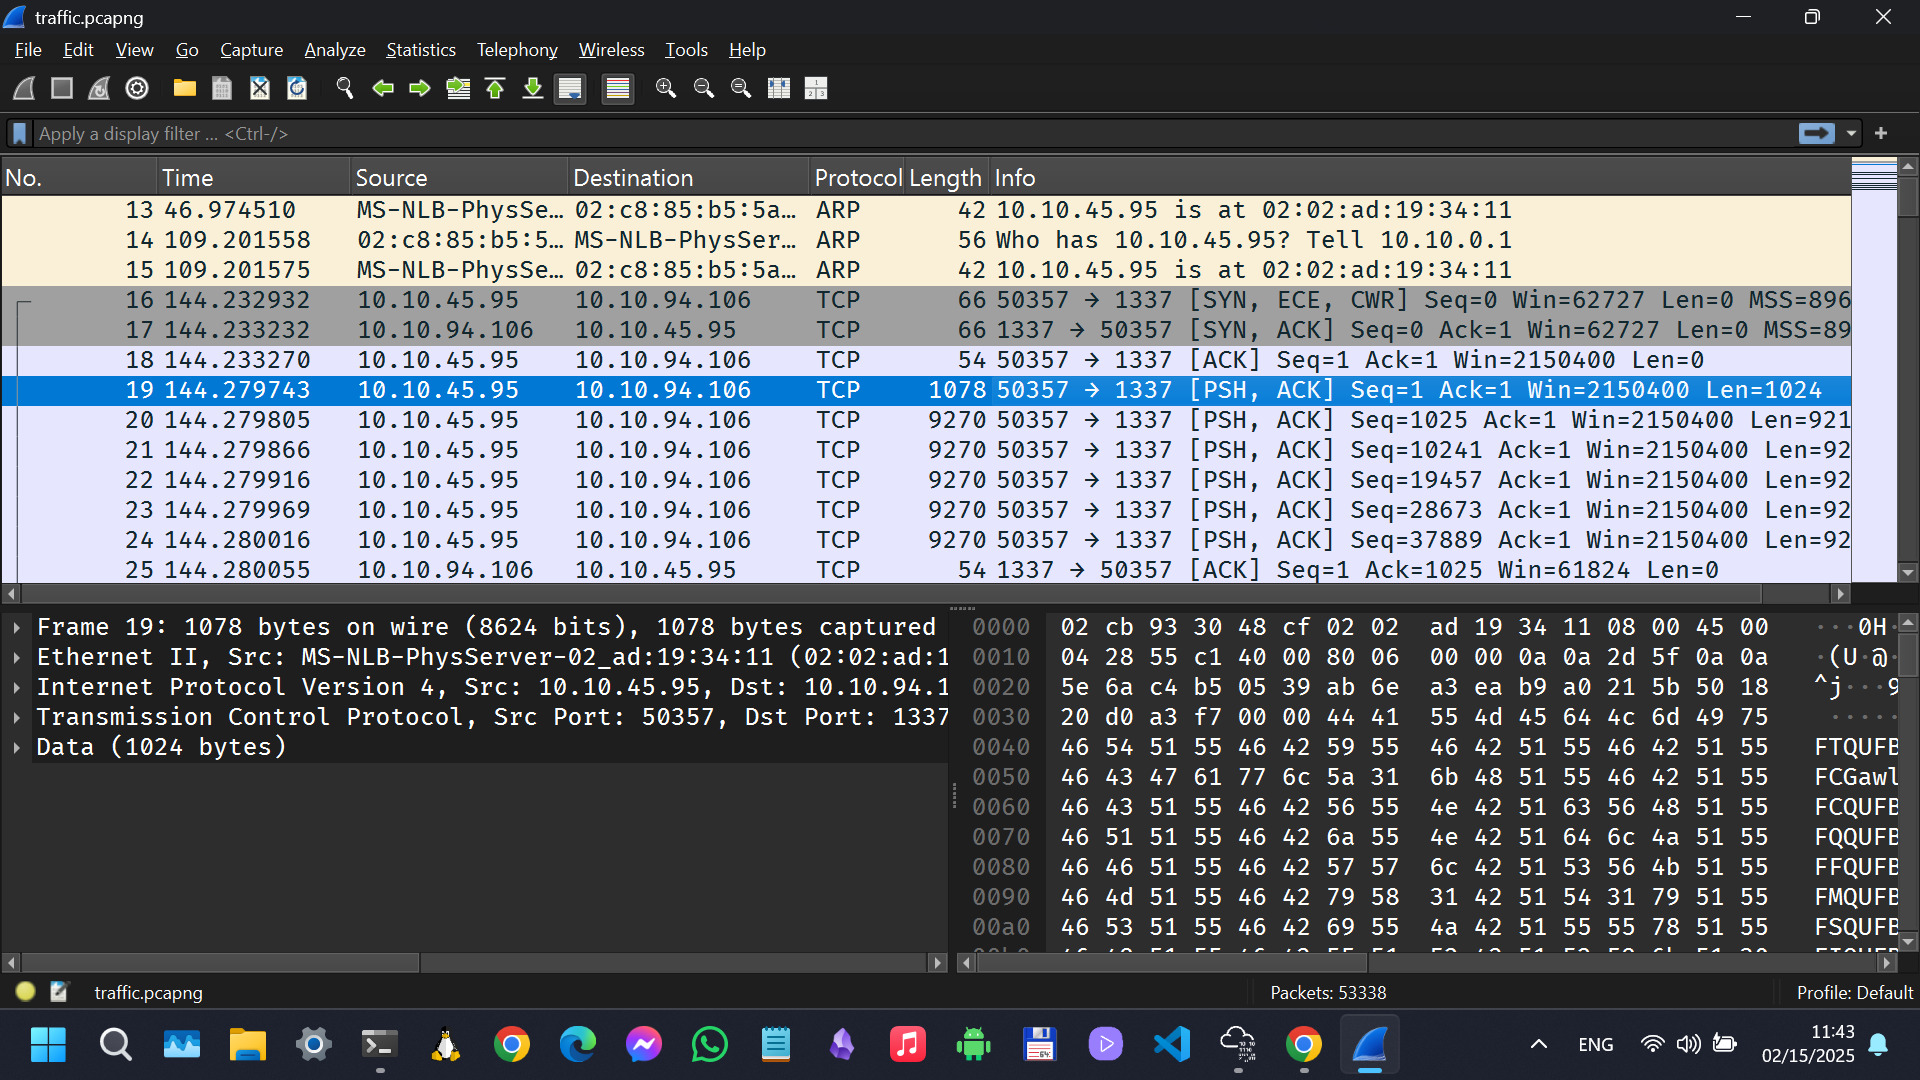 traffic.pcapng
File Edit View Go Capture Analyze Statistics Telephony Wireless Tools Help
Apply a display filter ... <Ctrl-/>
No. Time Source Destination Protocol Length Info
13 46.974510 MS-NLB-PhysSe… 02:c8:85:b5:5a… ARP 42 10.10.45.95 is at 02:02:ad:19:34:11
14 109.201558 02:c8:85:b5:5… MS-NLB-PhysSer… ARP 56 Who has 10.10.45.95? Tell 10.10.0.1
15 109.201575 MS-NLB-PhysSe… 02:c8:85:b5:5a… ARP 42 10.10.45.95 is at 02:02:ad:19:34:11
16 144.232932 10.10.45.95 10.10.94.106 TCP 66 50357 → 1337 [SYN, ECE, CWR] Seq=0 Win=62727 Len=0 MSS=896
17 144.233232 10.10.94.106 10.10.45.95 TCP 66 1337 → 50357 [SYN, ACK] Seq=0 Ack=1 Win=62727 Len=0 MSS=89
18 144.233270 10.10.45.95 10.10.94.106 TCP 54 50357 → 1337 [ACK] Seq=1 Ack=1 Win=2150400 Len=0
19 144.279743 10.10.45.95 10.10.94.106 TCP 1078 50357 → 1337 [PSH, ACK] Seq=1 Ack=1 Win=2150400 Len=1024
20 144.279805 10.10.45.95 10.10.94.106 TCP 9270 50357 → 1337 [PSH, ACK] Seq=1025 Ack=1 Win=2150400 Len=921
21 144.279866 10.10.45.95 10.10.94.106 TCP 9270 50357 → 1337 [PSH, ACK] Seq=10241 Ack=1 Win=2150400 Len=92
22 144.279916 10.10.45.95 10.10.94.106 TCP 9270 50357 → 1337 [PSH, ACK] Seq=19457 Ack=1 Win=2150400 Len=92
23 144.279969 10.10.45.95 10.10.94.106 TCP 9270 50357 → 1337 [PSH, ACK] Seq=28673 Ack=1 Win=2150400 Len=92
24 144.280016 10.10.45.95 10.10.94.106 TCP 9270 50357 → 1337 [PSH, ACK] Seq=37889 Ack=1 Win=2150400 Len=92
25 144.280055 10.10.94.106 10.10.45.95 TCP 54 1337 → 50357 [ACK] Seq=1 Ack=1025 Win=61824 Len=0
Frame 19: 1078 bytes on wire (8624 bits), 1078 bytes captured
Ethernet II, Src: MS-NLB-PhysServer-02_ad:19:34:11 (02:02:ad:1
Internet Protocol Version 4, Src: 10.10.45.95, Dst: 10.10.94.1
Transmission Control Protocol, Src Port: 50357, Dst Port: 1337
Data (1024 bytes)
0000 02 cb 93 30 48 cf 02 02 ad 19 34 11 08 00 45 00 ···0H·
0010 04 28 55 c1 40 00 80 06 00 00 0a 0a 2d 5f 0a 0a ·(U·@·
0020 5e 6a c4 b5 05 39 ab 6e a3 ea b9 a0 21 5b 50 18 ^j···9
0030 20 d0 a3 f7 00 00 44 41 55 4d 45 64 4c 6d 49 75 ·····
0040 46 54 51 55 46 42 59 55 46 42 51 55 46 42 51 55 FTQUFB
0050 46 43 47 61 77 6c 5a 31 6b 48 51 55 46 42 51 55 FCGawl
0060 46 43 51 55 46 42 56 55 4e 42 51 63 56 48 51 55 FCQUFB
0070 46 51 51 55 46 42 6a 55 4e 42 51 64 6c 4a 51 55 FQQUFB
0080 46 46 51 55 46 42 57 57 6c 42 51 53 56 4b 51 55 FFQUFB
0090 46 4d 51 55 46 42 79 58 31 42 51 54 31 79 51 55 FMQUFB
00a0 46 53 51 55 46 42 69 55 4a 42 51 55 55 78 51 55 FSQUFB
traffic.pcapng Packets: 53338 Profile: Default
ENG
11:43
02/15/2025